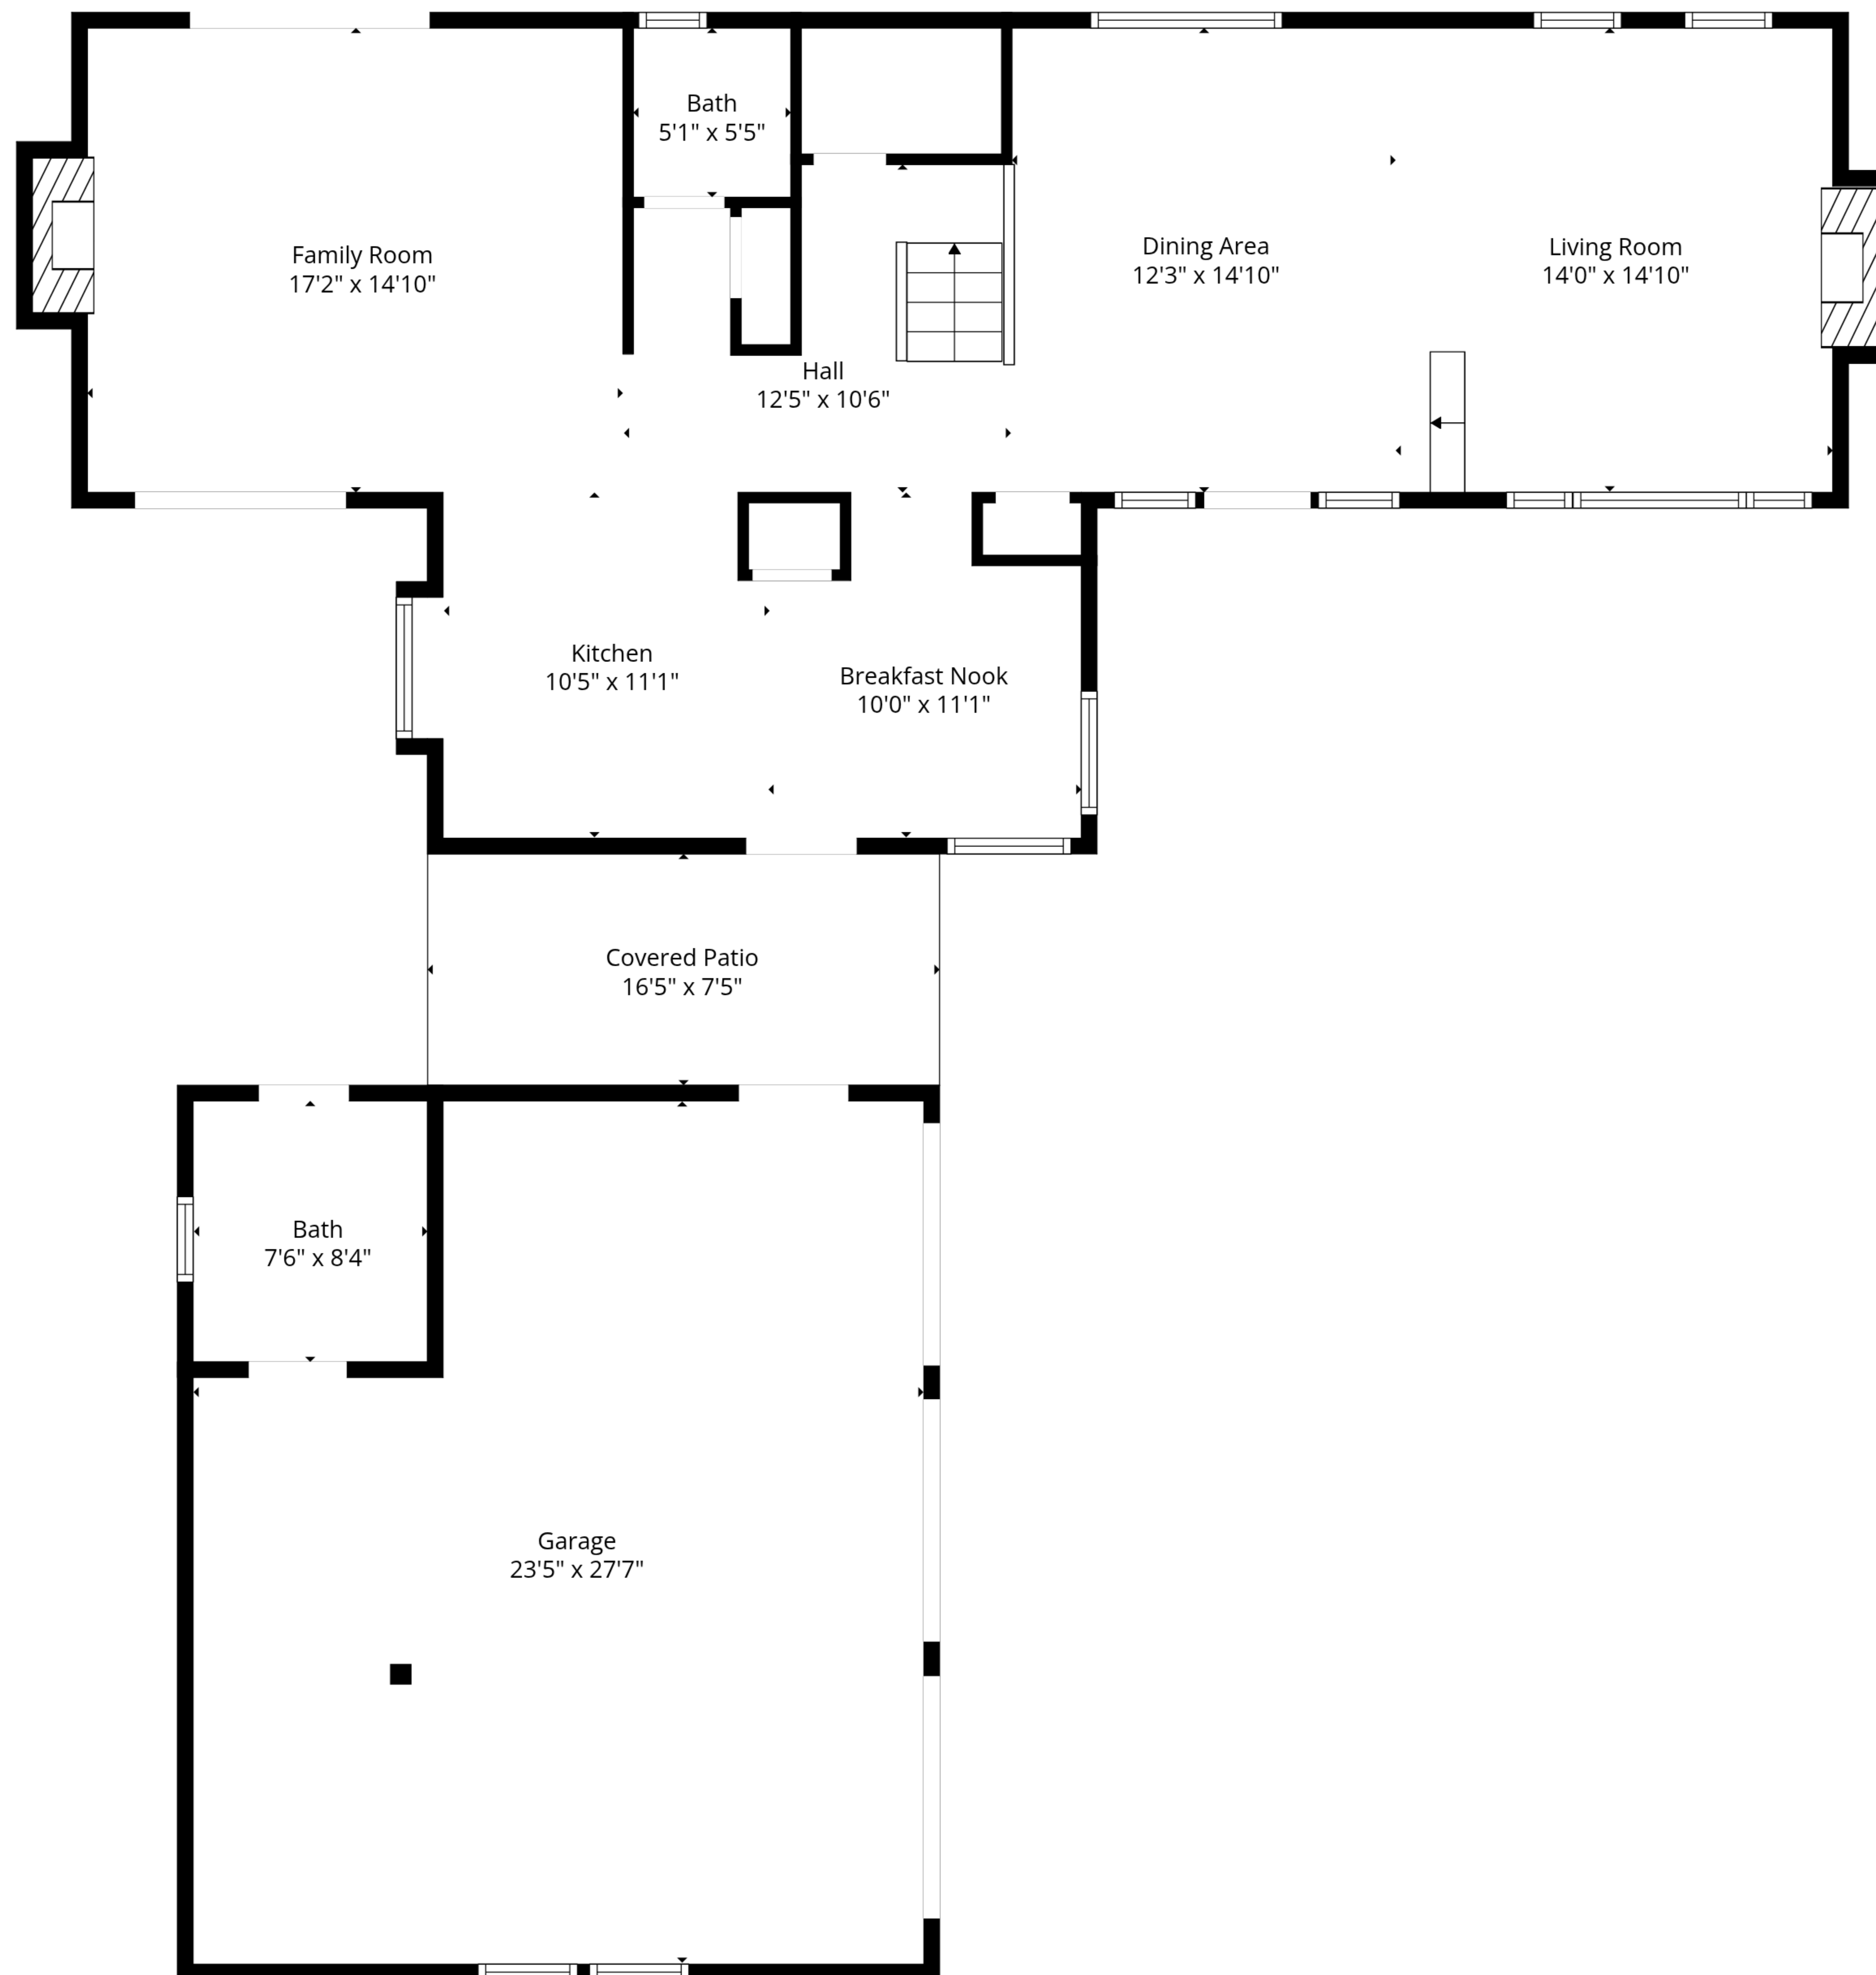 Bath
5'1" x 5'5"
Family Room
17'2" x 14'10"
Dining Area
12'3" x 14'10"
Living Room
14'0" x 14'10"
Hall
12'5" x 10'6"
Kitchen
10'5" x 11'1"
Breakfast Nook
10'0" x 11'1"
Covered Patio
16'5" x 7'5"
Bath
7'6" x 8'4"
Garage
23'5" x 27'7"